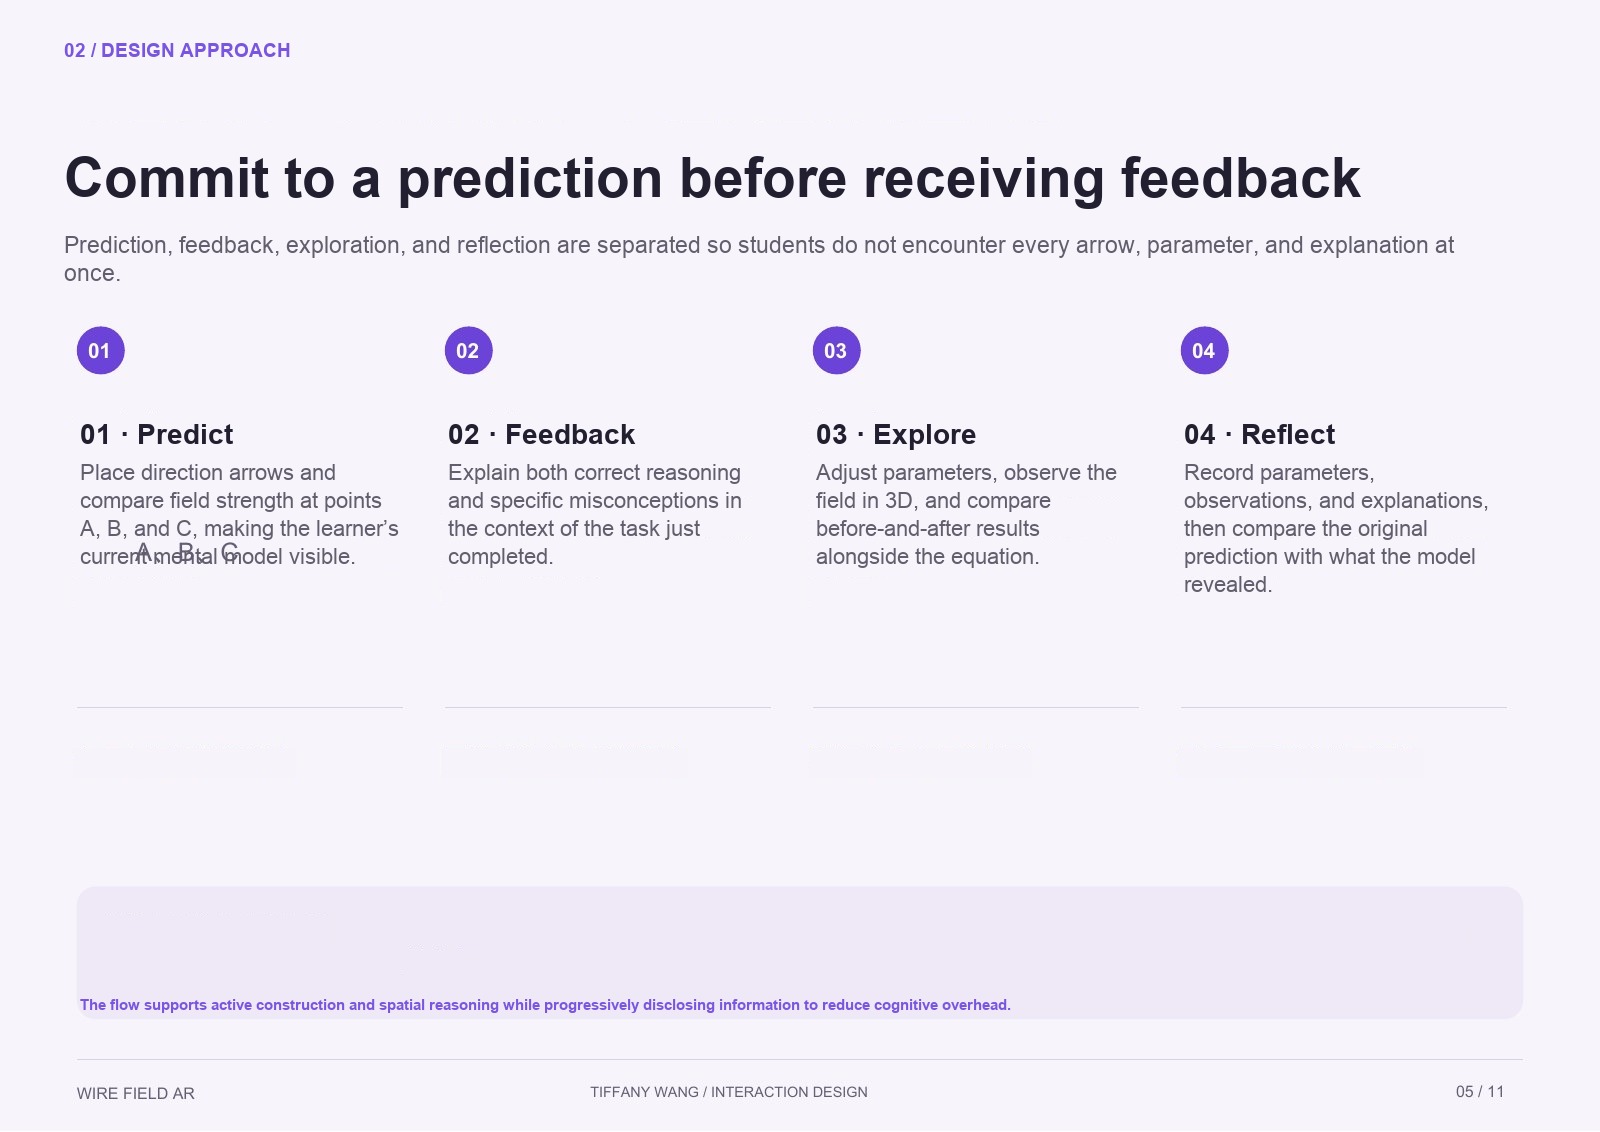 02 / DESIGN APPROACH
Commit to a prediction before receiving feedback
Prediction, feedback, exploration, and reflection are separated so students do not encounter every arrow, parameter, and explanation at
once.
01
02
03
04
01 · Predict
Place direction arrows and
compare field strength at points
A, B, and C, making the learner’s
current mental model visible.
A、B、C
02 · Feedback
Explain both correct reasoning
and specific misconceptions in
the context of the task just
completed.
03 · Explore
Adjust parameters, observe the
field in 3D, and compare
before-and-after results
alongside the equation.
04 · Reflect
Record parameters,
observations, and explanations,
then compare the original
prediction with what the model
revealed.
The flow supports active construction and spatial reasoning while progressively disclosing information to reduce cognitive overhead.
WIRE FIELD AR
TIFFANY WANG / INTERACTION DESIGN
05 / 11